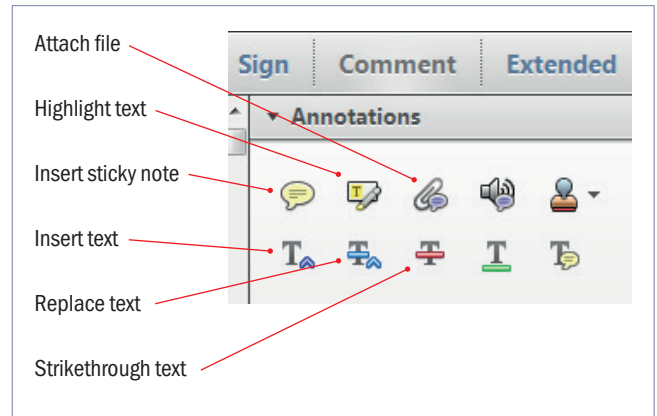 Attach file
Sign Comment Extended
Highlight text
Annotations
Insert sticky note
T
Insert text
T T T T T
Replace text
Strikethrough text